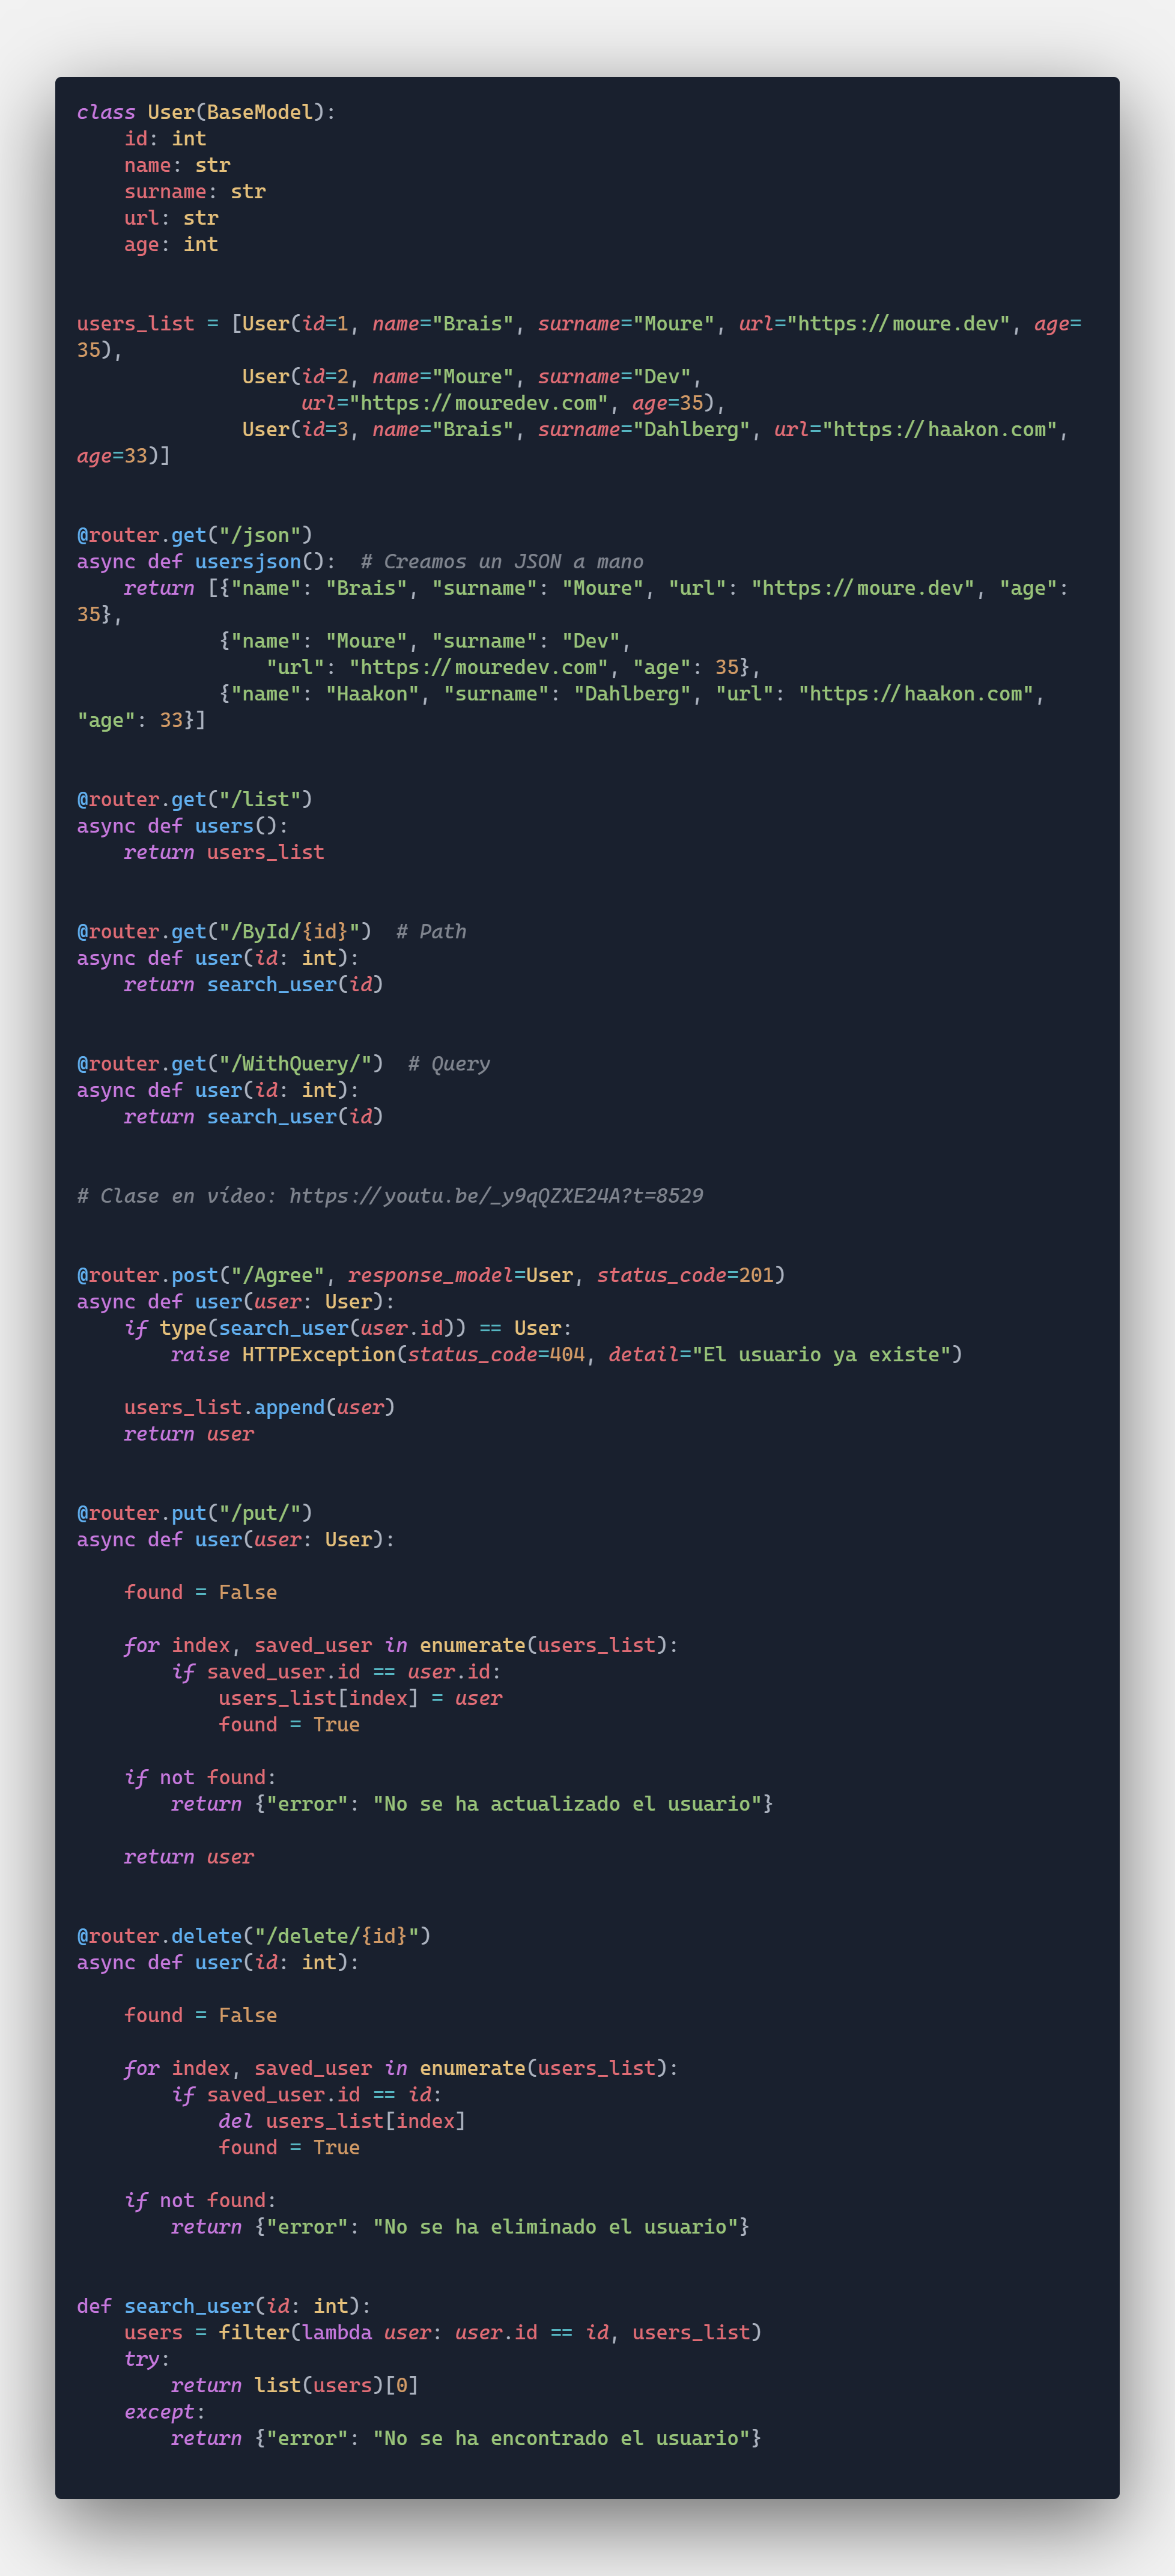 class User(BaseModel):
    id: int
    name: str
    surname: str
    url: str
    age: int


users_list = [User(id=1, name="Brais", surname="Moure", url="https://moure.dev", age=
35),
              User(id=2, name="Moure", surname="Dev",
                   url="https://mouredev.com", age=35),
              User(id=3, name="Brais", surname="Dahlberg", url="https://haakon.com",
age=33)]


@router.get("/json")
async def usersjson():  # Creamos un JSON a mano
    return [{"name": "Brais", "surname": "Moure", "url": "https://moure.dev", "age":
35},
            {"name": "Moure", "surname": "Dev",
                "url": "https://mouredev.com", "age": 35},
            {"name": "Haakon", "surname": "Dahlberg", "url": "https://haakon.com",
"age": 33}]


@router.get("/list")
async def users():
    return users_list


@router.get("/ById/{id}")  # Path
async def user(id: int):
    return search_user(id)


@router.get("/WithQuery/")  # Query
async def user(id: int):
    return search_user(id)


# Clase en vídeo: https://youtu.be/_y9qQZXE24A?t=8529


@router.post("/Agree", response_model=User, status_code=201)
async def user(user: User):
    if type(search_user(user.id)) == User:
        raise HTTPException(status_code=404, detail="El usuario ya existe")

    users_list.append(user)
    return user


@router.put("/put/")
async def user(user: User):

    found = False

    for index, saved_user in enumerate(users_list):
        if saved_user.id == user.id:
            users_list[index] = user
            found = True

    if not found:
        return {"error": "No se ha actualizado el usuario"}

    return user


@router.delete("/delete/{id}")
async def user(id: int):

    found = False

    for index, saved_user in enumerate(users_list):
        if saved_user.id == id:
            del users_list[index]
            found = True

    if not found:
        return {"error": "No se ha eliminado el usuario"}


def search_user(id: int):
    users = filter(lambda user: user.id == id, users_list)
    try:
        return list(users)[0]
    except:
        return {"error": "No se ha encontrado el usuario"}